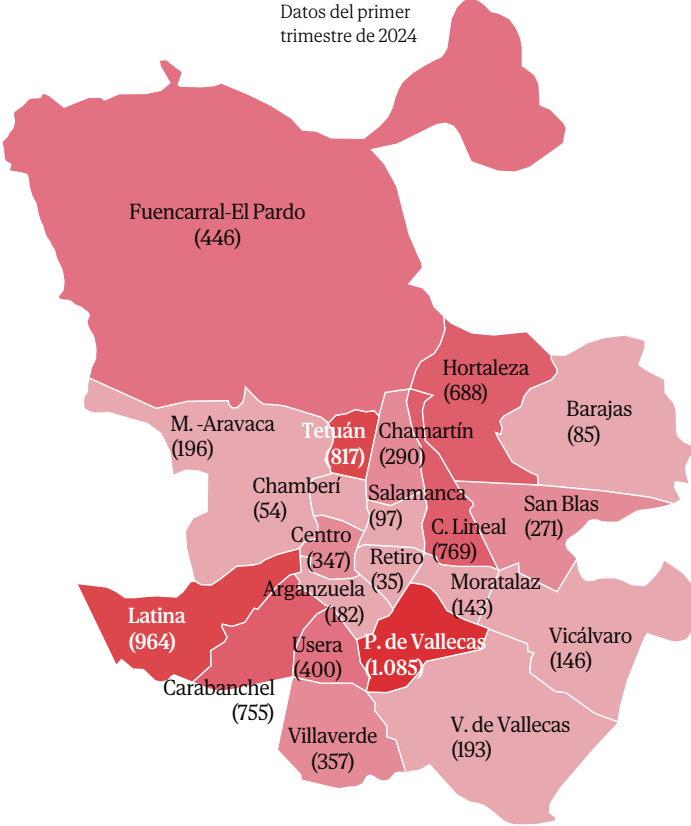 Datos del primer
trimestre de 2024
Fuencarral-El Pardo
(446)
Hortaleza
(688)
Barajas
(85)
M. -Aravaca
(196)
Tetuán
(817)
Chamartín
(290)
Chamberí
(54)
Salamanca
(97)
San Blas
(271)
C. Lineal
(769)
Centro
(347)
Retiro
(35)
Moratalaz
(143)
Arganzuela
(182)
Latina
(964)
Usera
(400)
P. de Vallecas
(1.085)
Vicálvaro
(146)
Carabanchel
(755)
V. de Vallecas
(193)
Villaverde
(357)